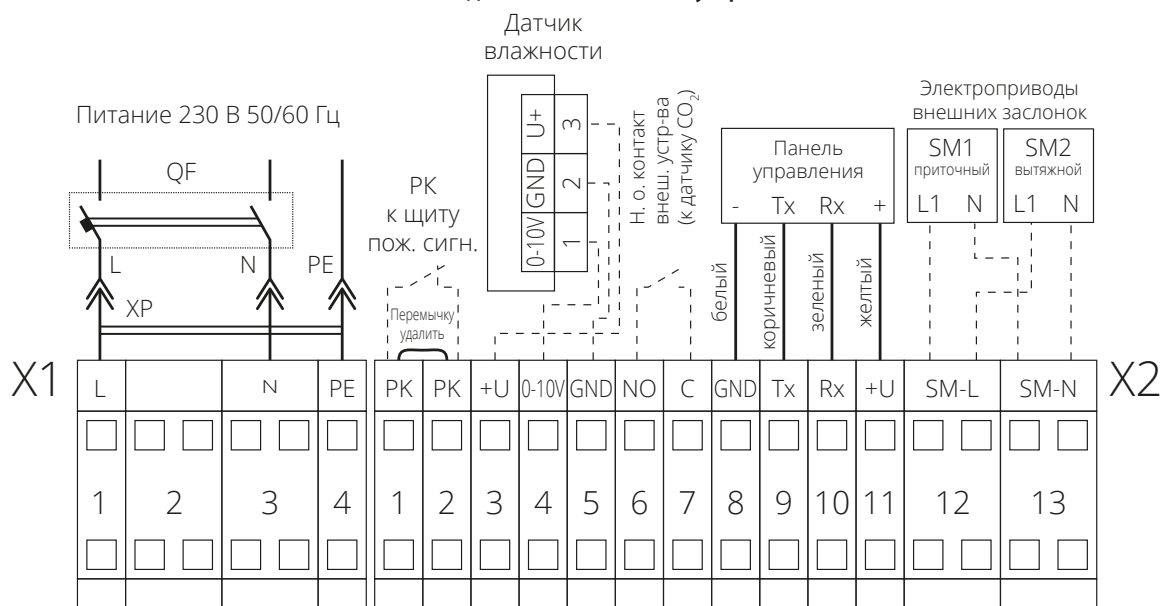 Датчик
влажности
Питание 230 В 50/60 Гц
QF
L
N
PE
XP
РК
к щиту
пож. сигн.
Перемычку
удалить
U+
GND
0-10V
3
2
1
Н. о. контакт
внеш. устр-ва
(к датчику CO₂)
Панель
управления
- Tx Rx +
белый
коричневый
зеленый
желтый
Электроприводы
внешних заслонок
SM1
приточный
L1 N
SM2
вытяжной
L1 N
X1
L N PE
PK PK +U 0-10V GND NO C GND Tx Rx +U SM-L SM-N
X2
1 2 3 4
1 2 3 4 5 6 7 8 9 10 11 12 13